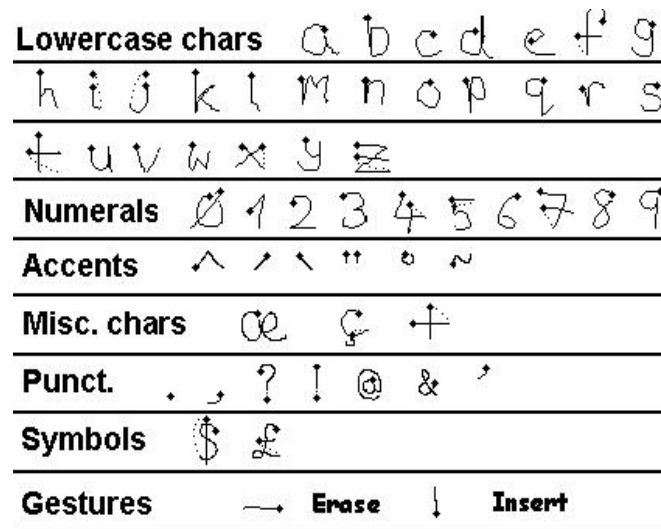 Lowercase chars a b c d e f g
h i j k l m n o p q r s
t u v w x y z
Numerals 0 1 2 3 4 5 6 7 8 9
Accents ^ ´ ` " ° ~
Misc. chars œ ç +
Punct. . , ? ! @ & '
Symbols $ £
Gestures Erase Insert